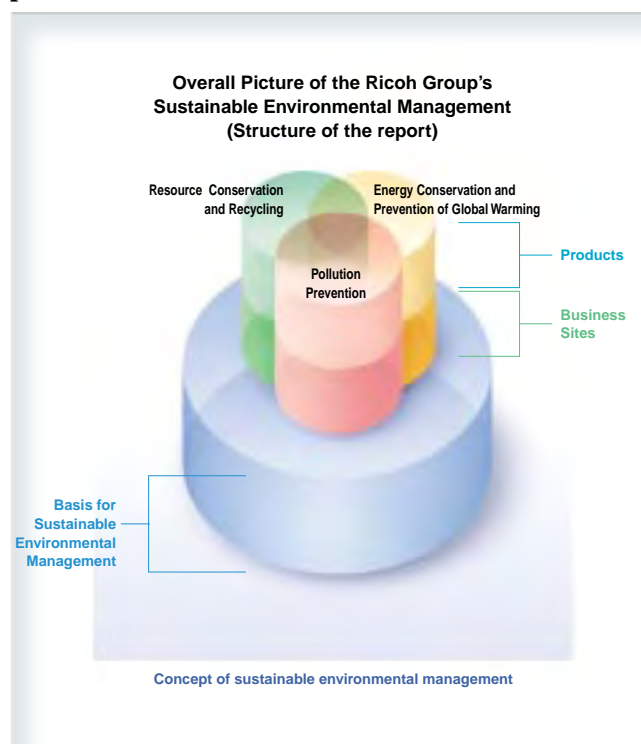 Overall Picture of the Ricoh Group's
Sustainable Environmental Management
(Structure of the report)
Resource Conservation
and Recycling
Energy Conservation and
Prevention of Global Warming
Pollution
Prevention
Products
Business
Sites
Basis for
Sustainable
Environmental
Management
Concept of sustainable environmental management